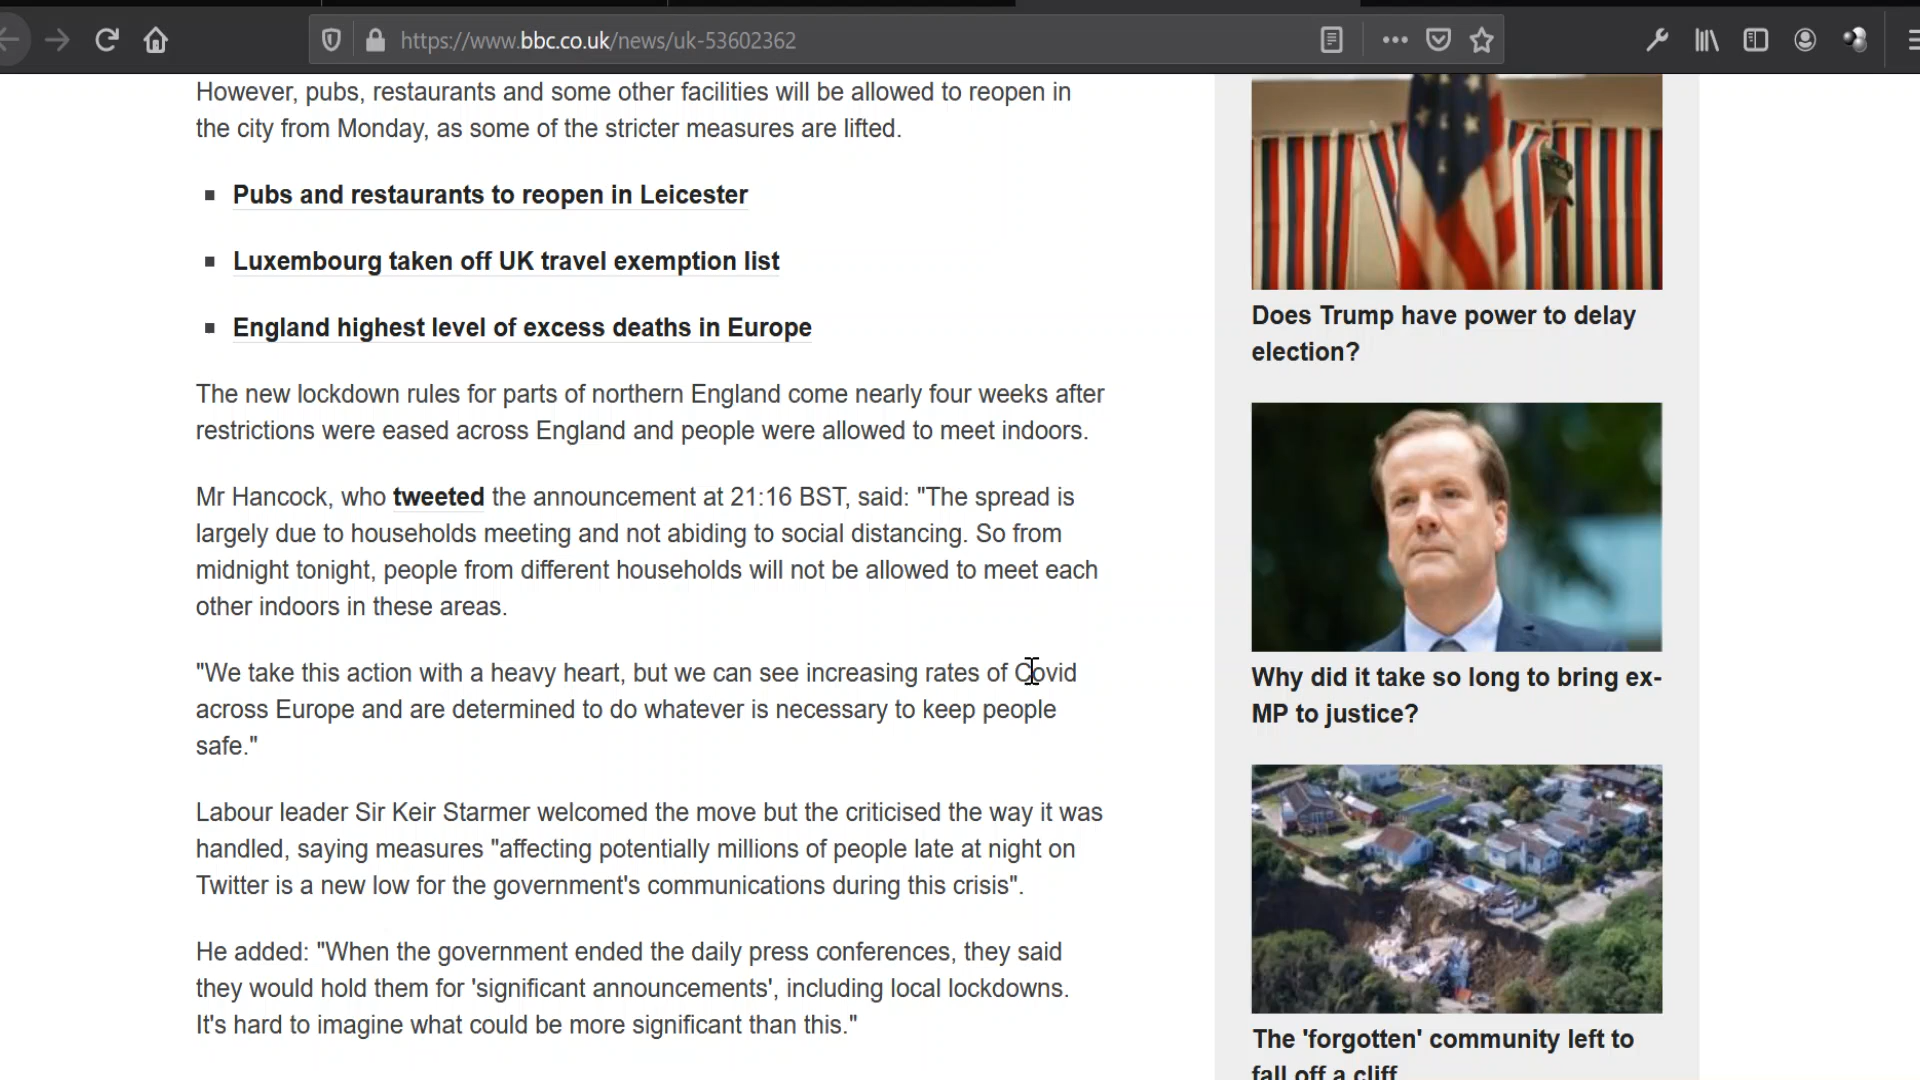 https://www.bbc.co.uk/news/uk-53602362
However, pubs, restaurants and some other facilities will be allowed to reopen in
the city from Monday, as some of the stricter measures are lifted.
Pubs and restaurants to reopen in Leicester
Luxembourg taken off UK travel exemption list
England highest level of excess deaths in Europe
The new lockdown rules for parts of northern England come nearly four weeks after
restrictions were eased across England and people were allowed to meet indoors.
Mr Hancock, who tweeted the announcement at 21:16 BST, said: "The spread is
largely due to households meeting and not abiding to social distancing. So from
midnight tonight, people from different households will not be allowed to meet each
other indoors in these areas.
"We take this action with a heavy heart, but we can see increasing rates of Covid
across Europe and are determined to do whatever is necessary to keep people
safe."
Labour leader Sir Keir Starmer welcomed the move but the criticised the way it was
handled, saying measures "affecting potentially millions of people late at night on
Twitter is a new low for the government's communications during this crisis".
He added: "When the government ended the daily press conferences, they said
they would hold them for 'significant announcements', including local lockdowns.
It's hard to imagine what could be more significant than this."
Does Trump have power to delay
election?
Why did it take so long to bring ex-
MP to justice?
The 'forgotten' community left to
fall off a cliff